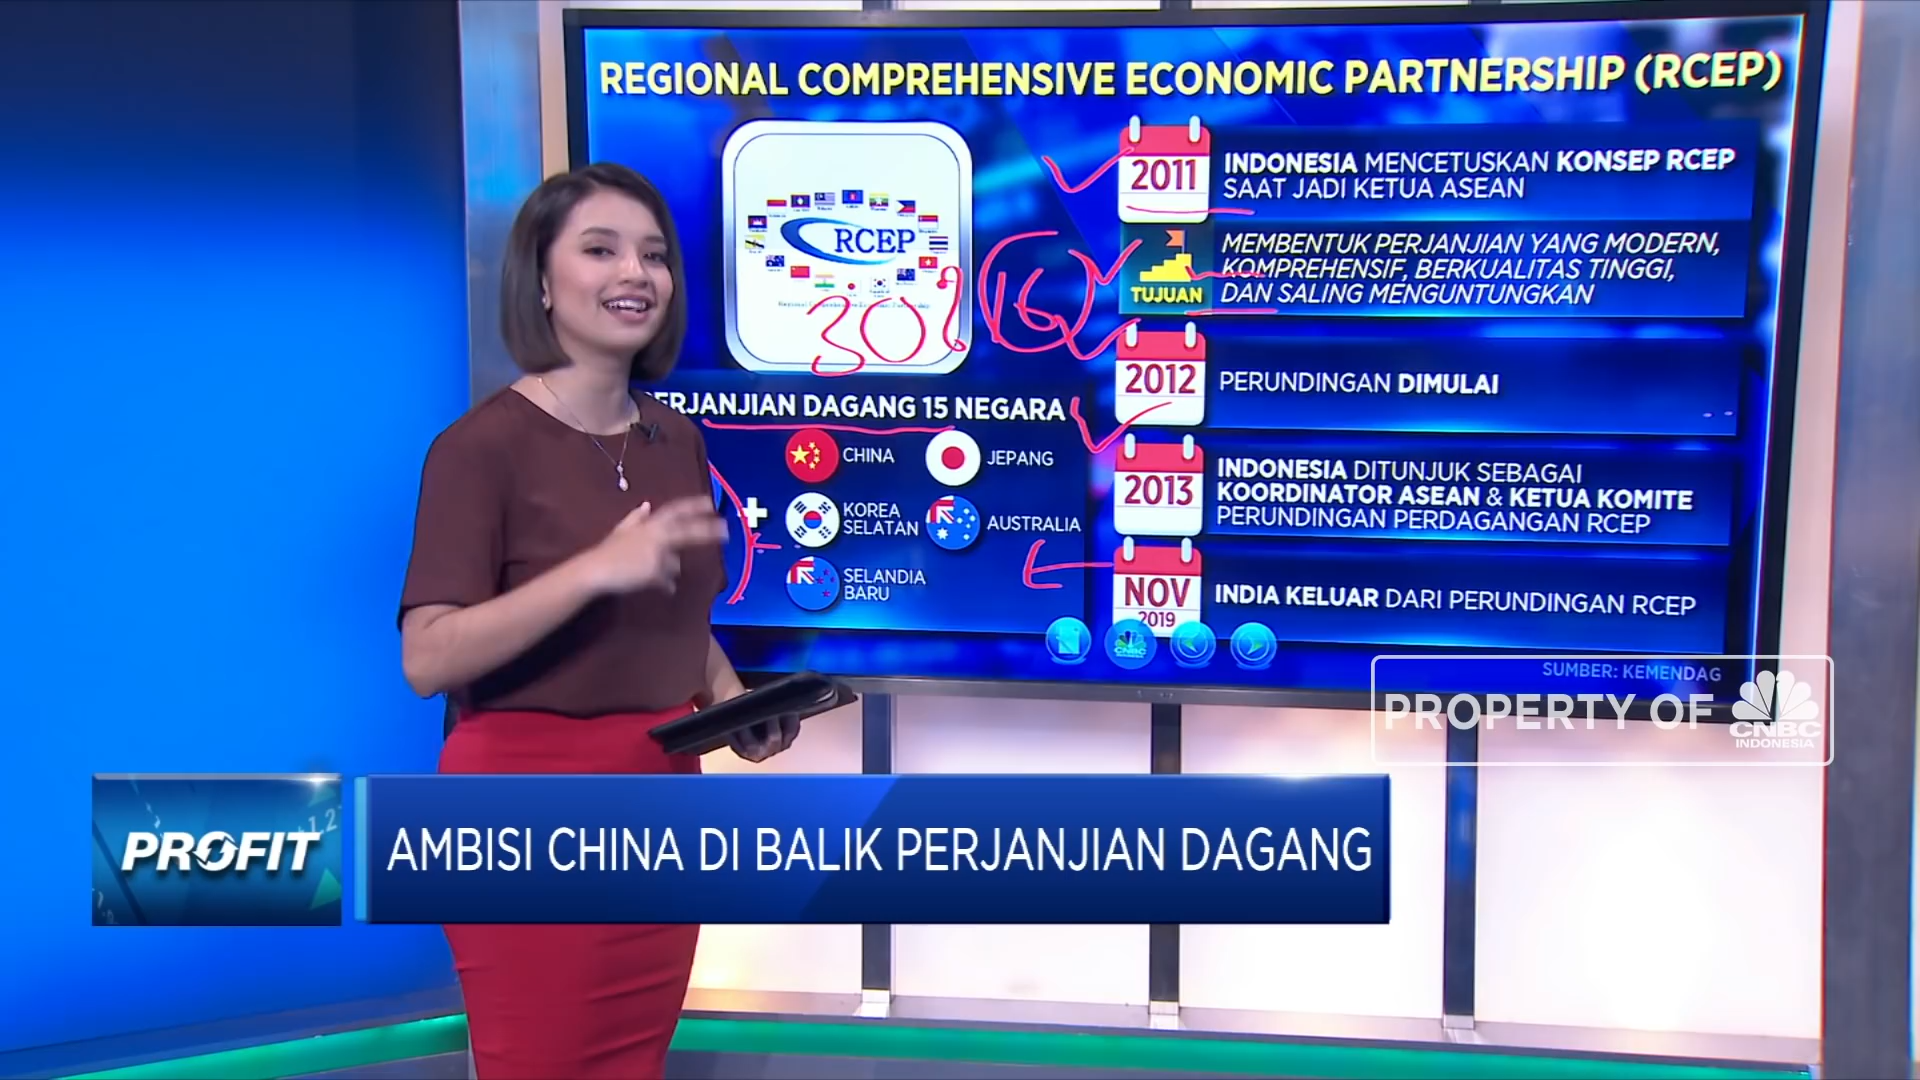 REGIONAL COMPREHENSIVE ECONOMIC PARTNERSHIP (RCEP)
RCEP
30%
(16)
PERJANJIAN DAGANG 15 NEGARA
CHINA
JEPANG
KOREA
SELATAN
AUSTRALIA
SELANDIA
BARU
2011
INDONESIA MENCETUSKAN KONSEP RCEP
SAAT JADI KETUA ASEAN
TUJUAN
MEMBENTUK PERJANJIAN YANG MODERN,
KOMPREHENSIF, BERKUALITAS TINGGI,
DAN SALING MENGUNTUNGKAN
2012
PERUNDINGAN DIMULAI
2013
INDONESIA DITUNJUK SEBAGAI
KOORDINATOR ASEAN & KETUA KOMITE
PERUNDINGAN PERDAGANGAN RCEP
NOV
2019
INDIA KELUAR DARI PERUNDINGAN RCEP
CNBC
SUMBER: KEMENDAG
PROPERTY OF
CNBC
INDONESIA
PROFIT
AMBISI CHINA DI BALIK PERJANJIAN DAGANG